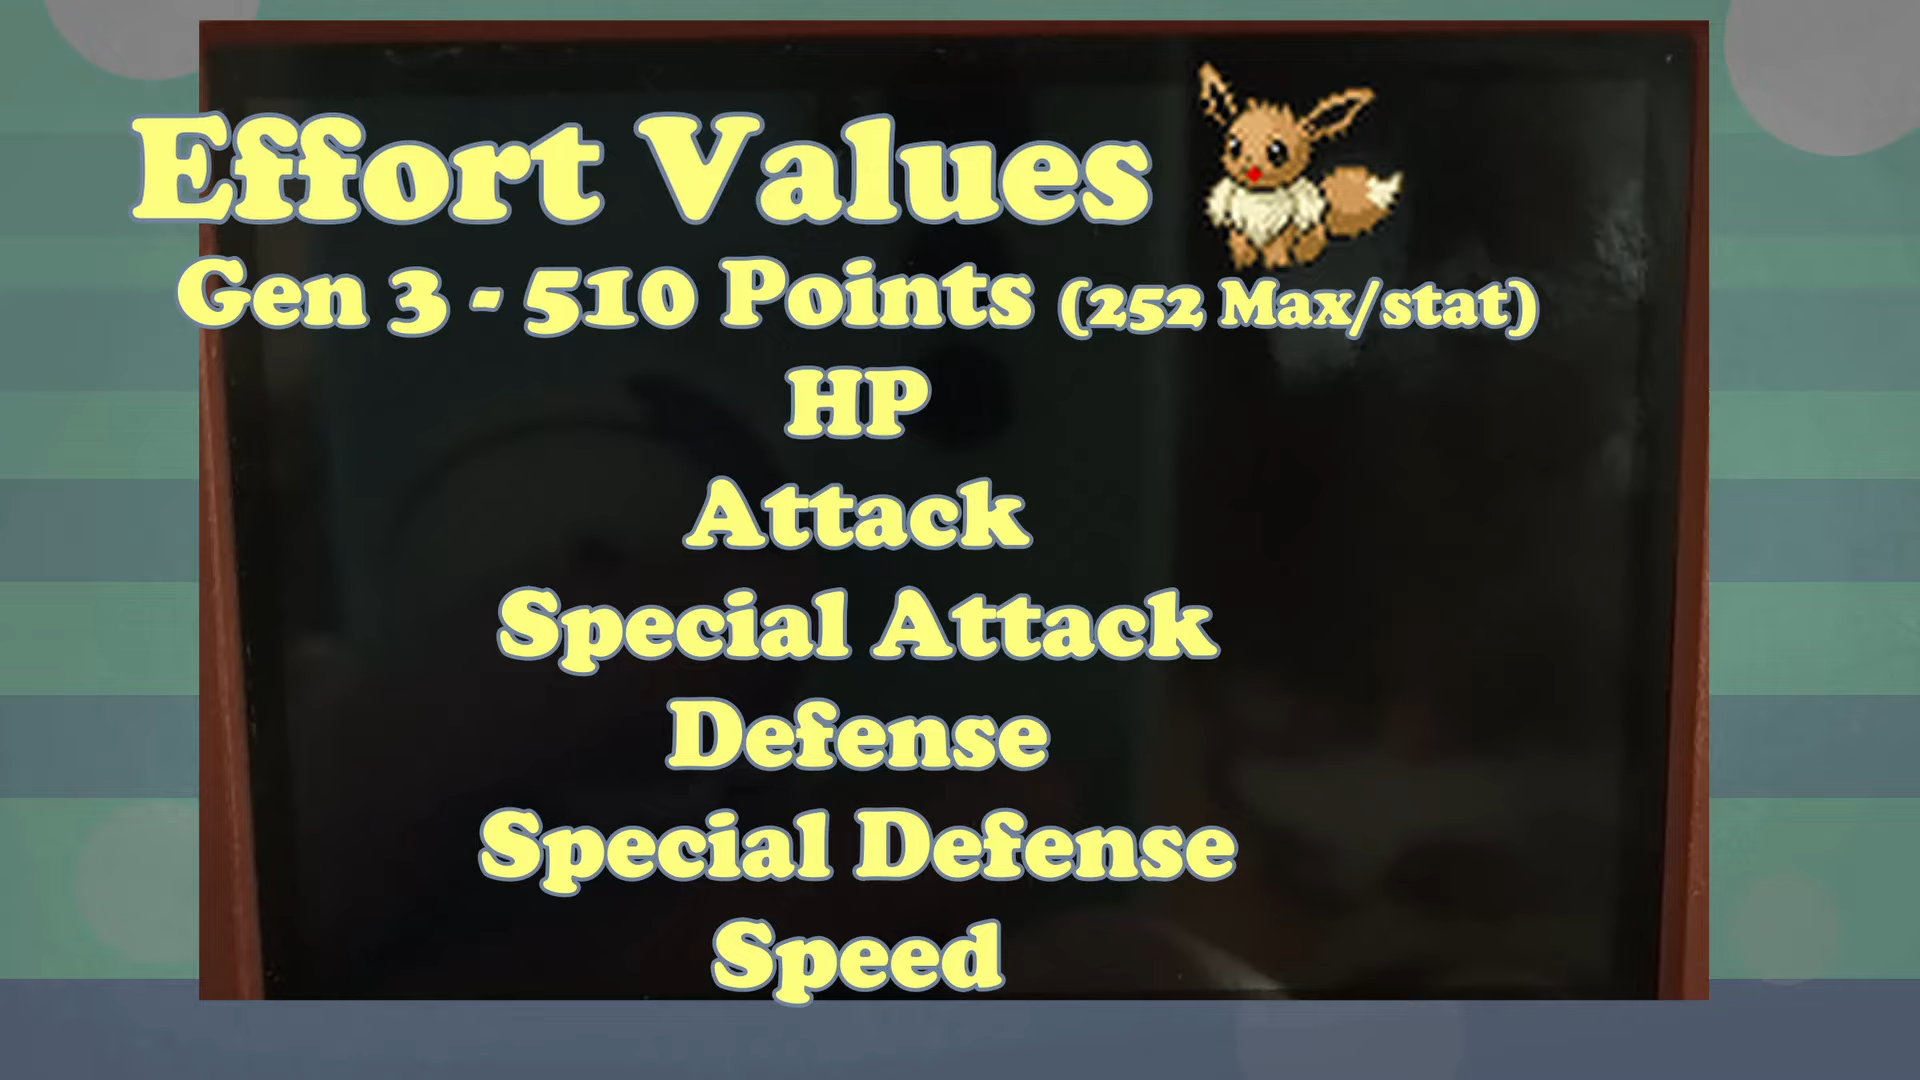 Effort Values
Gen 3 - 510 Points (252 Max/stat)
HP
Attack
Special Attack
Defense
Special Defense
Speed